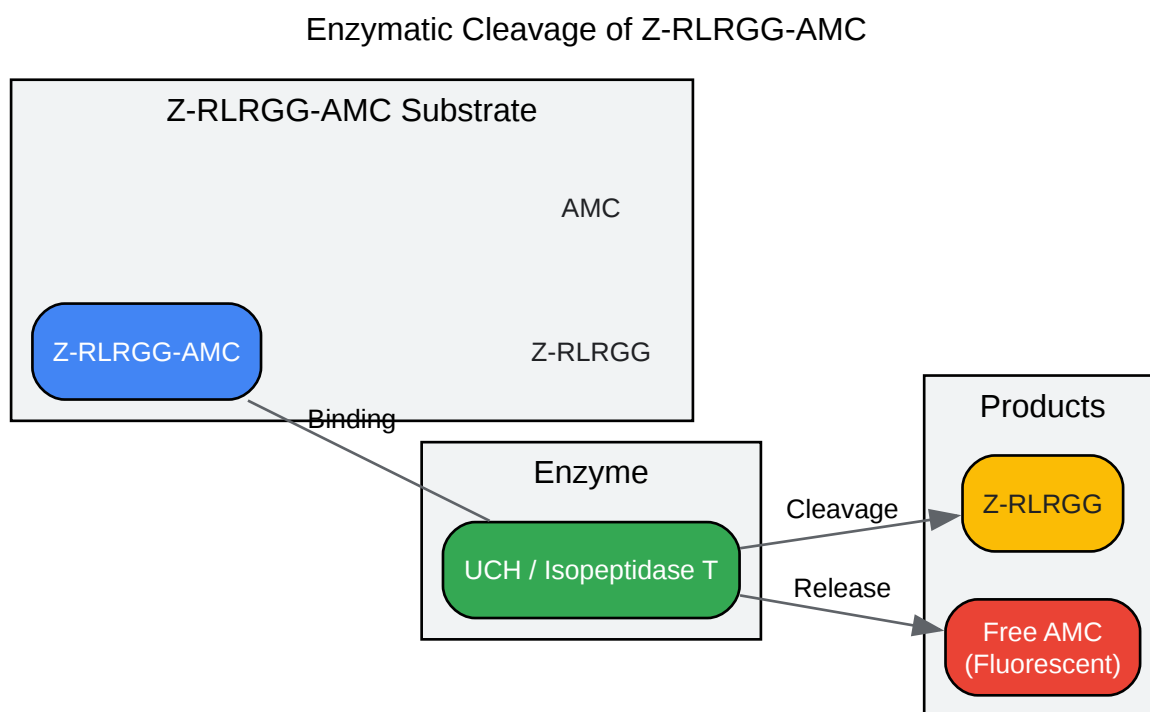 Enzymatic Cleavage of Z-RLRGG-AMC
Z-RLRGG-AMC Substrate
AMC
Z-RLRGG-AMC
Z-RLRGG
Binding
Enzyme
UCH / Isopeptidase T
Cleavage
Release
Products
Z-RLRGG
Free AMC
(Fluorescent)